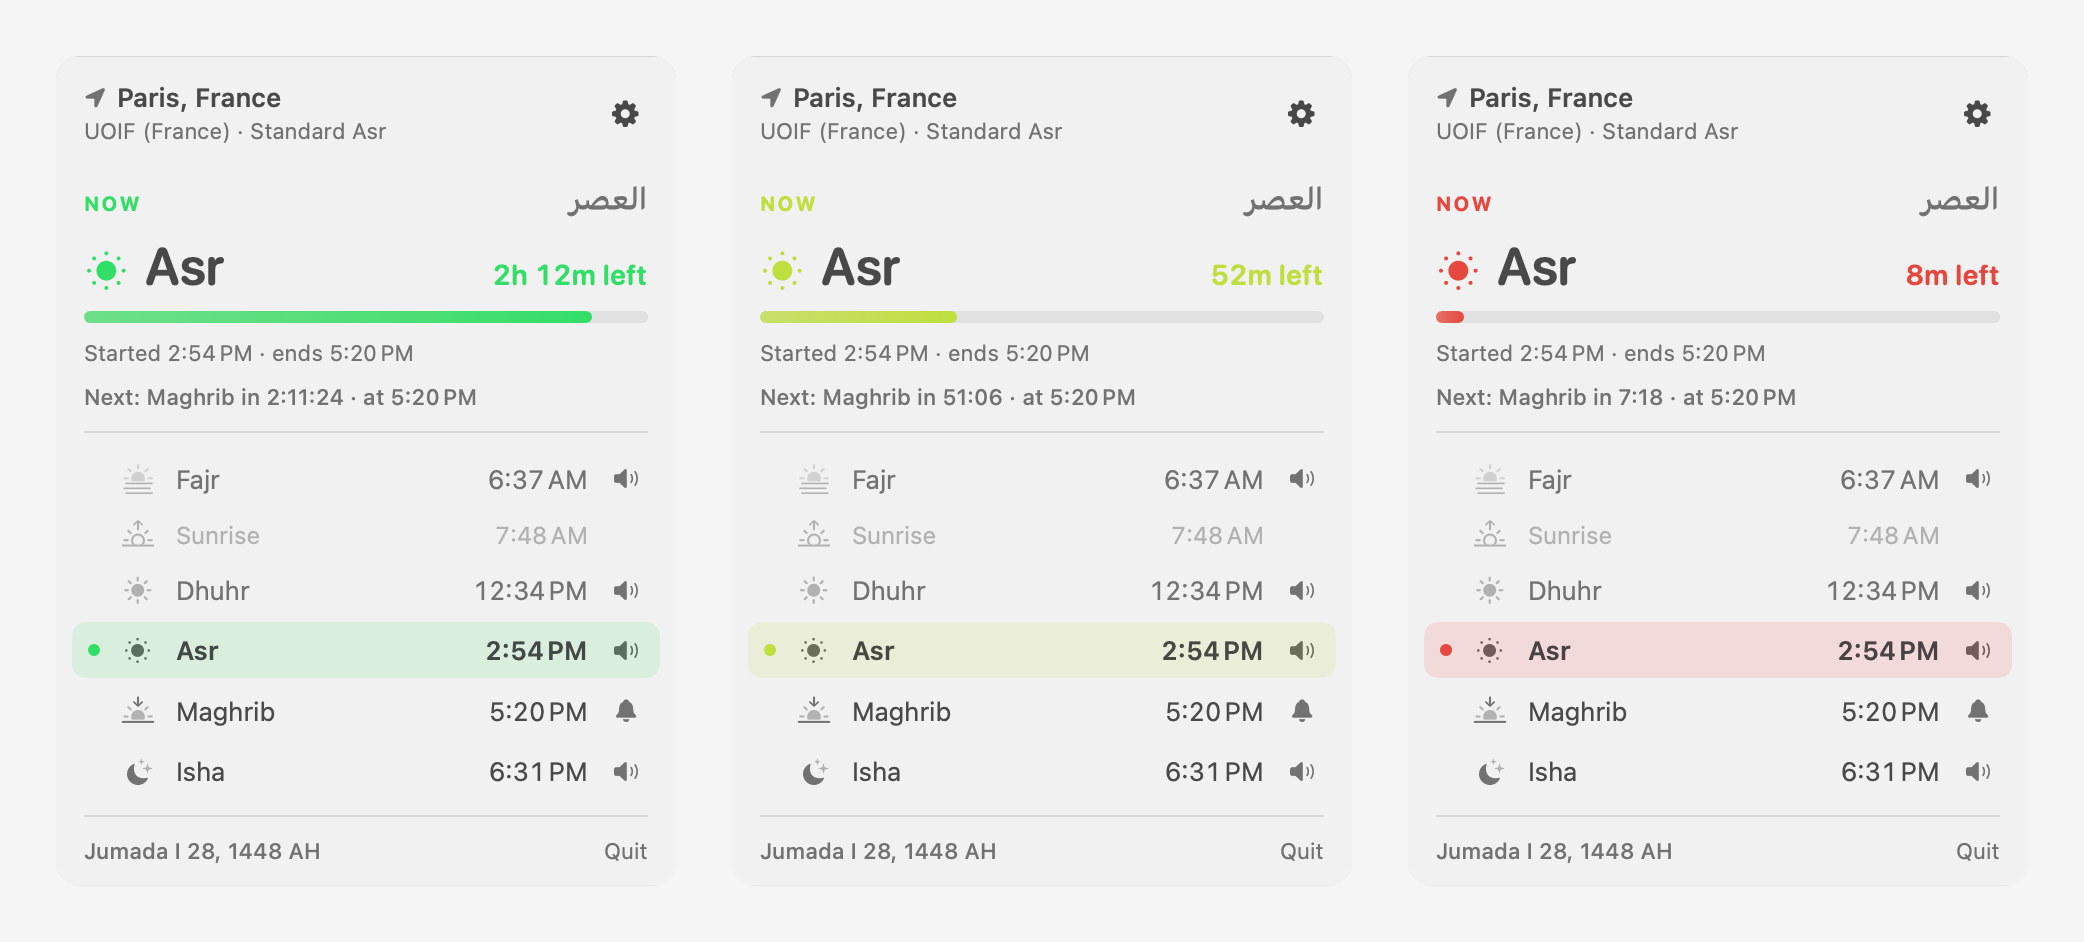 Paris, France
UOIF (France) · Standard Asr
NOW
العصر
Asr
2h 12m left
Started 2:54 PM · ends 5:20 PM
Next: Maghrib in 2:11:24 · at 5:20 PM
Fajr 6:37 AM
Sunrise 7:48 AM
Dhuhr 12:34 PM
Asr 2:54 PM
Maghrib 5:20 PM
Isha 6:31 PM
Jumada I 28, 1448 AH
Quit
Paris, France
UOIF (France) · Standard Asr
NOW
العصر
Asr
52m left
Started 2:54 PM · ends 5:20 PM
Next: Maghrib in 51:06 · at 5:20 PM
Fajr 6:37 AM
Sunrise 7:48 AM
Dhuhr 12:34 PM
Asr 2:54 PM
Maghrib 5:20 PM
Isha 6:31 PM
Jumada I 28, 1448 AH
Quit
Paris, France
UOIF (France) · Standard Asr
NOW
العصر
Asr
8m left
Started 2:54 PM · ends 5:20 PM
Next: Maghrib in 7:18 · at 5:20 PM
Fajr 6:37 AM
Sunrise 7:48 AM
Dhuhr 12:34 PM
Asr 2:54 PM
Maghrib 5:20 PM
Isha 6:31 PM
Jumada I 28, 1448 AH
Quit